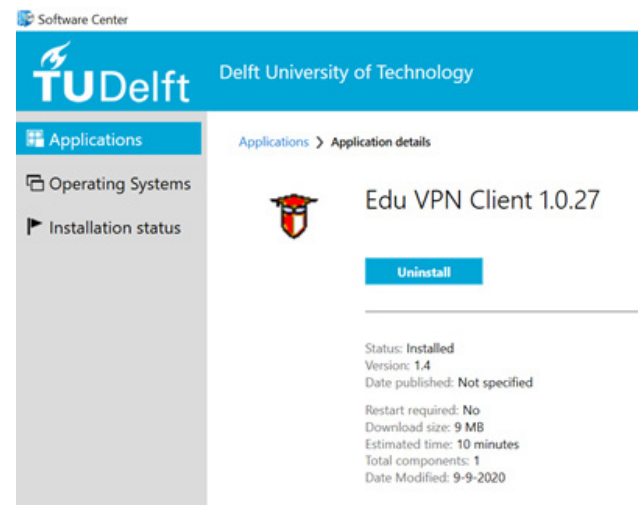 Software Center
TUDelft
Delft University of Technology
Applications
Operating Systems
Installation status
Applications > Application details
Edu VPN Client 1.0.27
Uninstall
Status: Installed
Version: 1.4
Date published: Not specified
Restart required: No
Download size: 9 MB
Estimated time: 10 minutes
Total components: 1
Date Modified: 9-9-2020